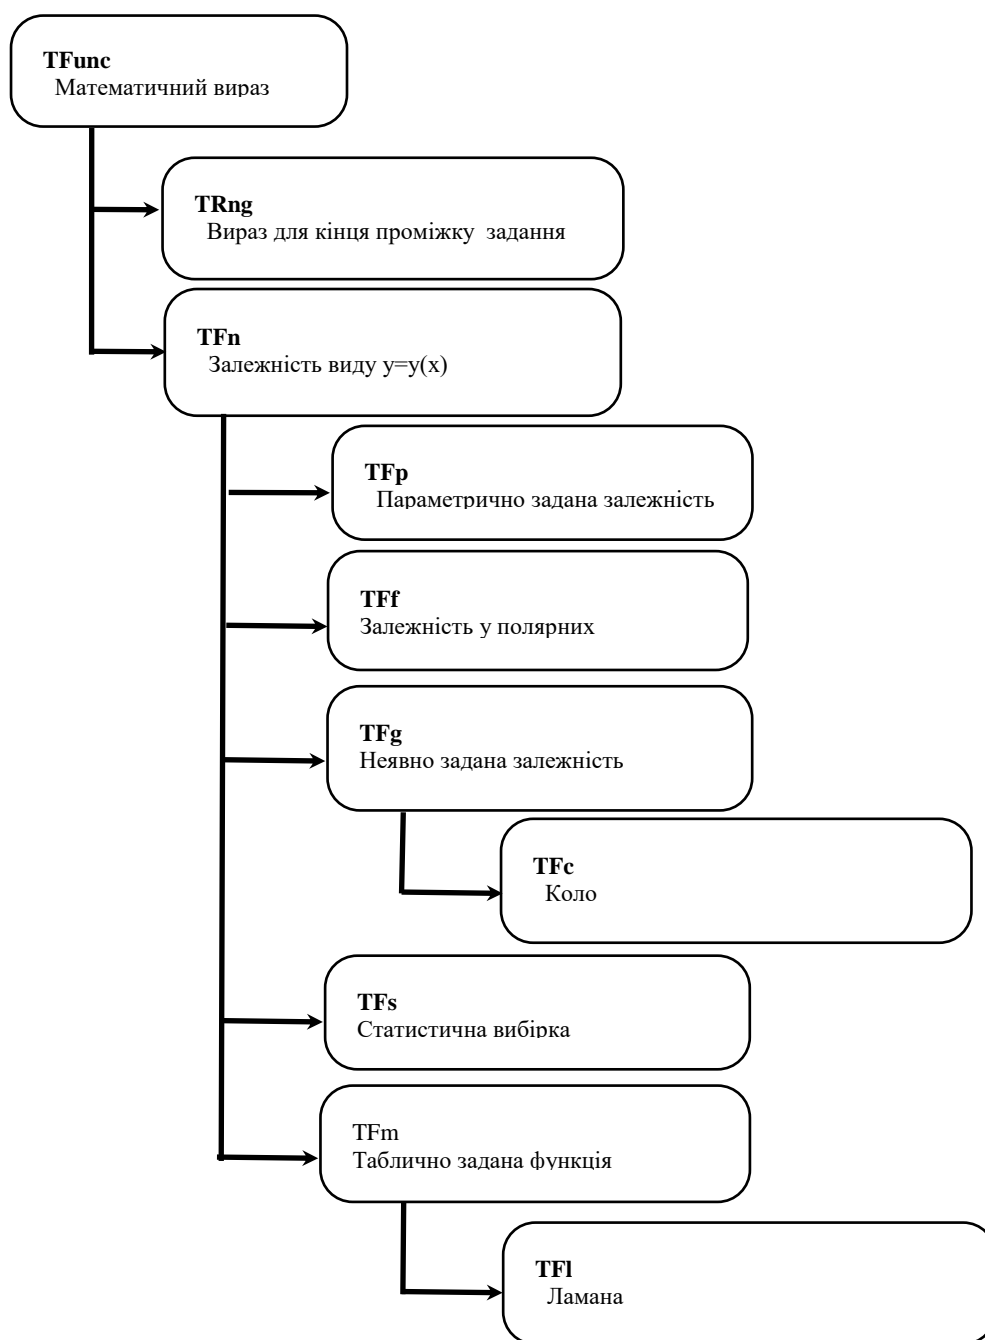 TFunc
Математичний вираз
TRng
Вираз для кінця проміжку задання
TFn
Залежність виду y=y(x)
TFp
Параметрично задана залежність
TFf
Залежність у полярних
TFg
Неявно задана залежність
TFc
Коло
TFs
Статистична вибірка
TFm
Таблично задана функція
TFl
Ламана